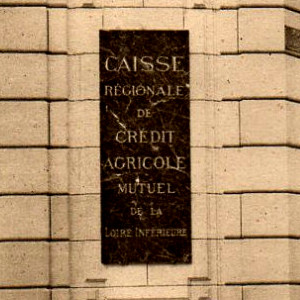 CAISSE
RÉGIONALE
DE
CRÉDIT
AGRICOLE
MUTUEL
DE LA
LOIRE INFÉRIEURE